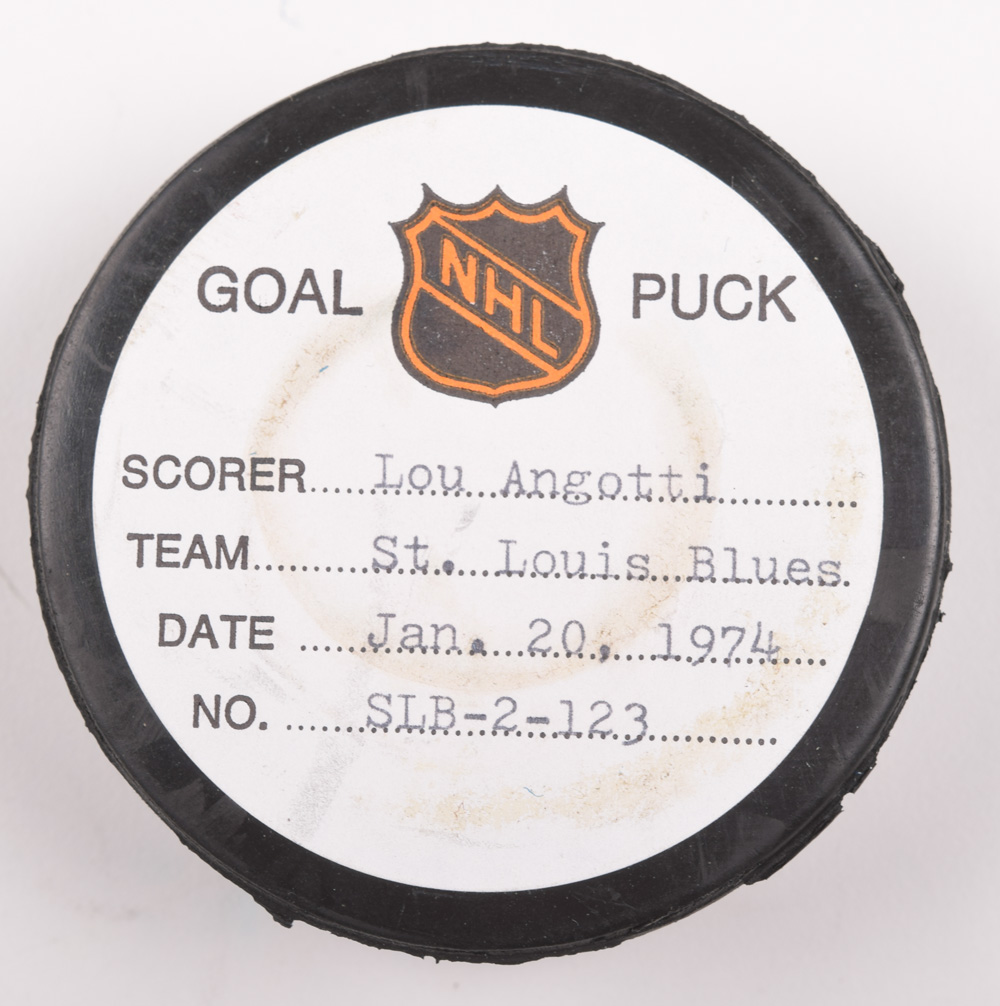 GOAL NHL PUCK
SCORER..... Lou Angotti
TEAM.......... St. Louis Blues
DATE ..... Jan. 20, 1974
NO. ...... SLB-2-123